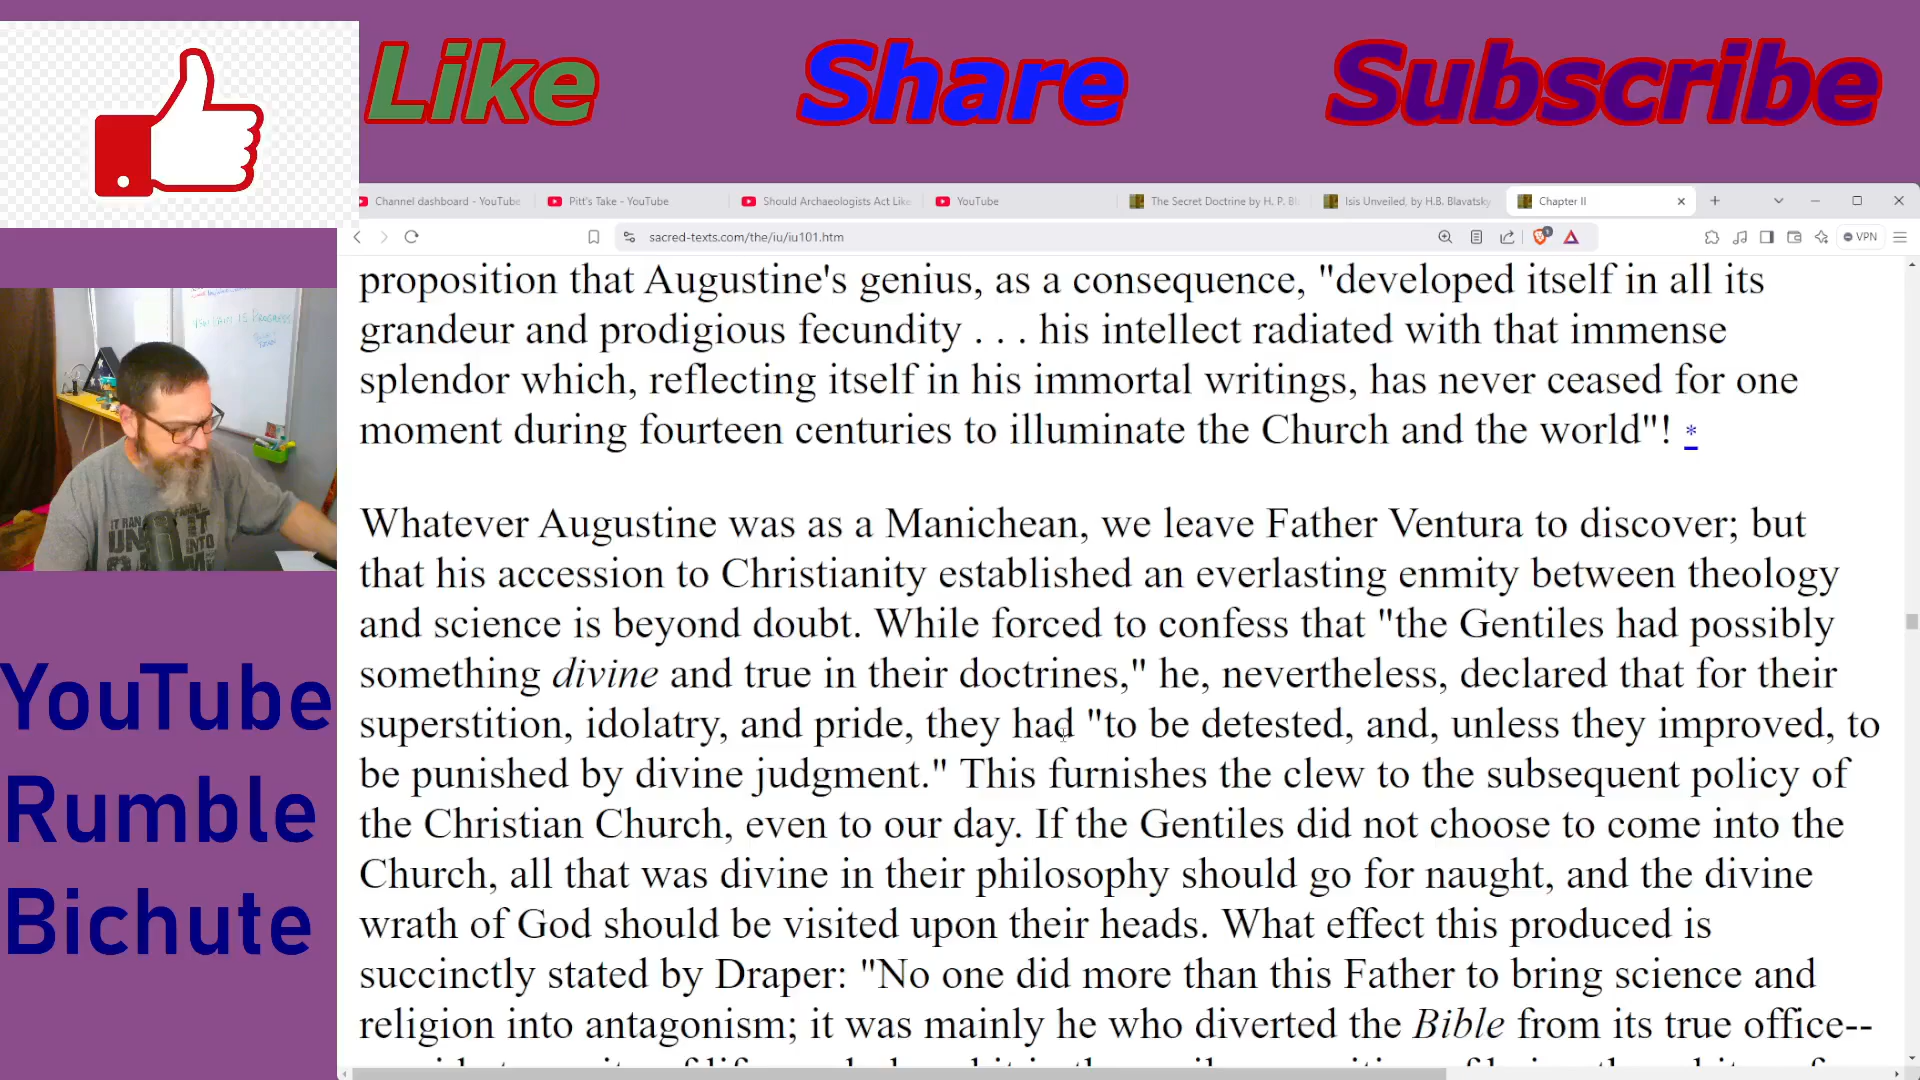 Like Share Subscribe
Channel dashboard - YouTube
Pitt's Take - YouTube
Should Archaeologists Act Like
YouTube
The Secret Doctrine by H. P. Bl
Isis Unveiled, by H.B. Blavatsky
Chapter II
sacred-texts.com/the/iu/iu101.htm
VPN
proposition that Augustine's genius, as a consequence, "developed itself in all its
grandeur and prodigious fecundity . . . his intellect radiated with that immense
splendor which, reflecting itself in his immortal writings, has never ceased for one
moment during fourteen centuries to illuminate the Church and the world"! *
Whatever Augustine was as a Manichean, we leave Father Ventura to discover; but
that his accession to Christianity established an everlasting enmity between theology
and science is beyond doubt. While forced to confess that "the Gentiles had possibly
something divine and true in their doctrines," he, nevertheless, declared that for their
superstition, idolatry, and pride, they had "to be detested, and, unless they improved, to
be punished by divine judgment." This furnishes the clew to the subsequent policy of
the Christian Church, even to our day. If the Gentiles did not choose to come into the
Church, all that was divine in their philosophy should go for naught, and the divine
wrath of God should be visited upon their heads. What effect this produced is
succinctly stated by Draper: "No one did more than this Father to bring science and
religion into antagonism; it was mainly he who diverted the Bible from its true office--
IT RAN
IT
INTO
YouTube
Rumble
Bichute